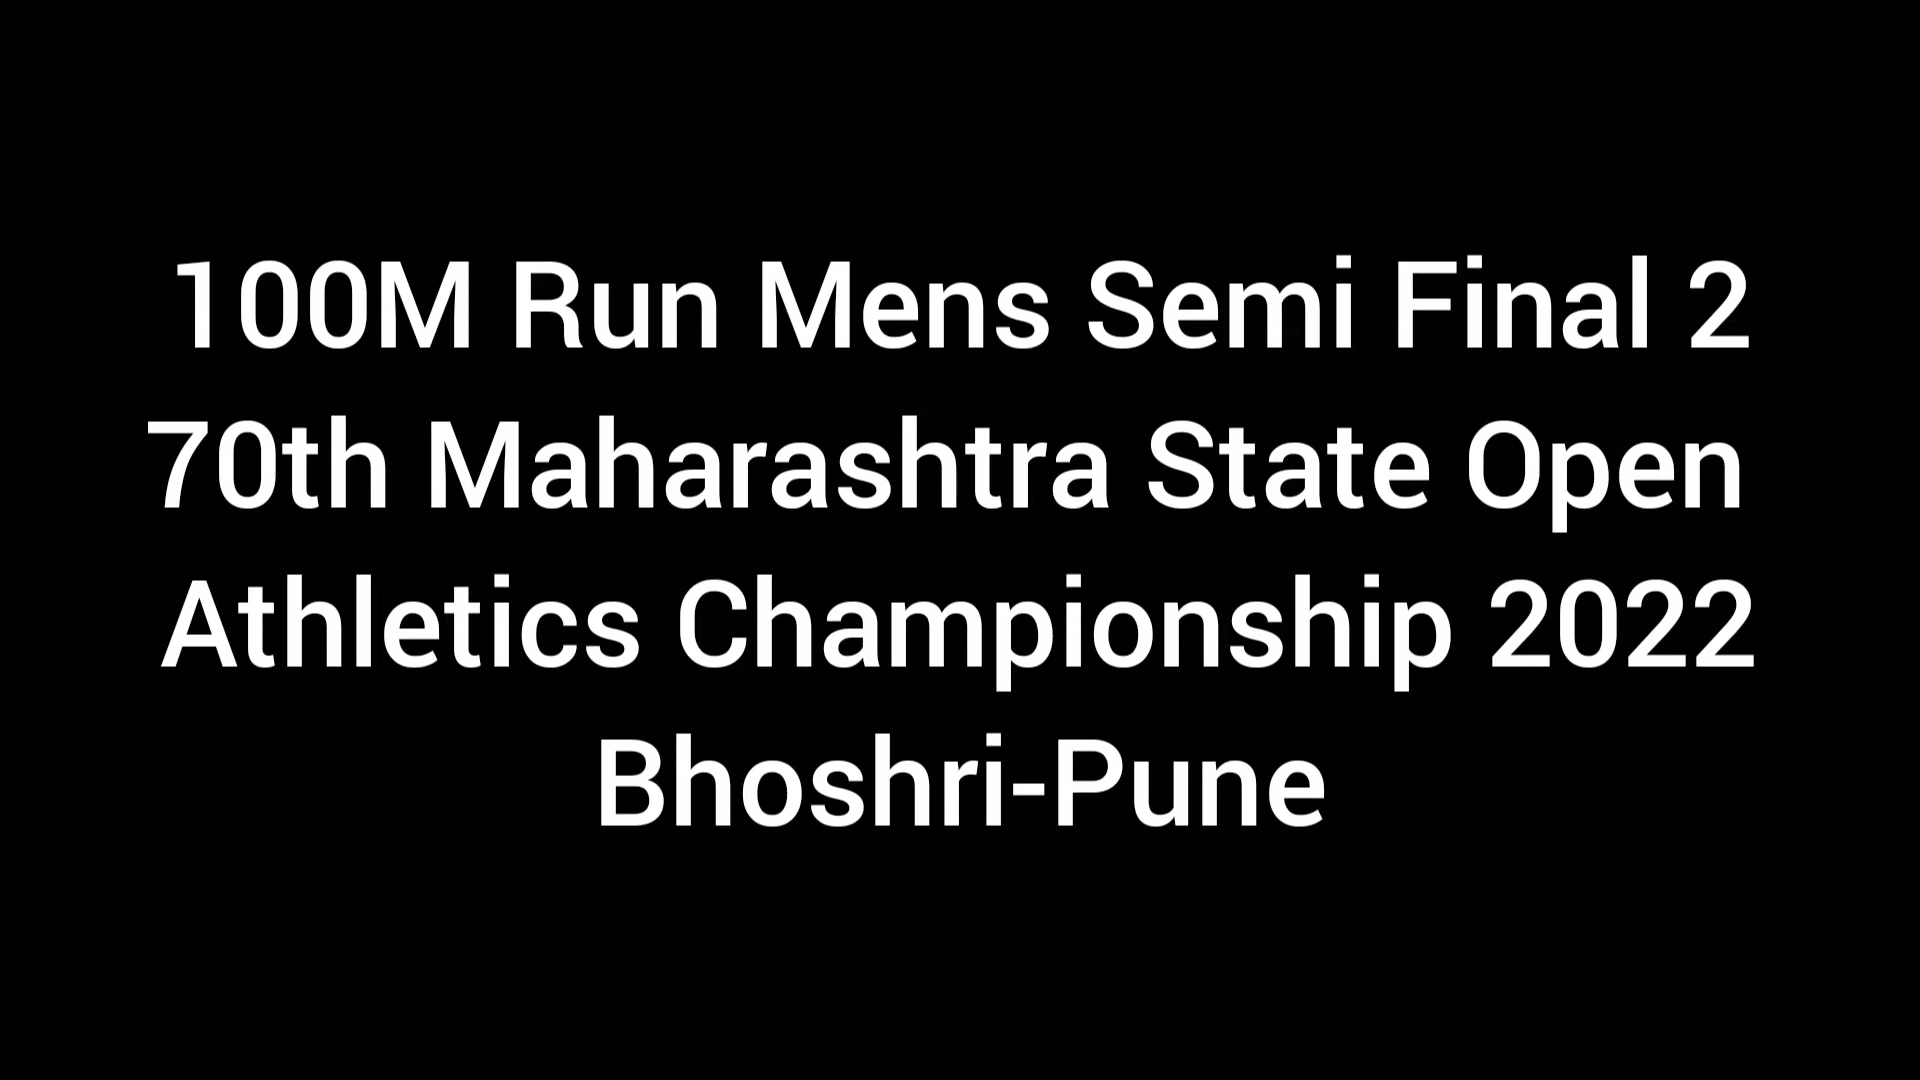 100M Run Mens Semi Final 2
70th Maharashtra State Open
Athletics Championship 2022
Bhoshri-Pune